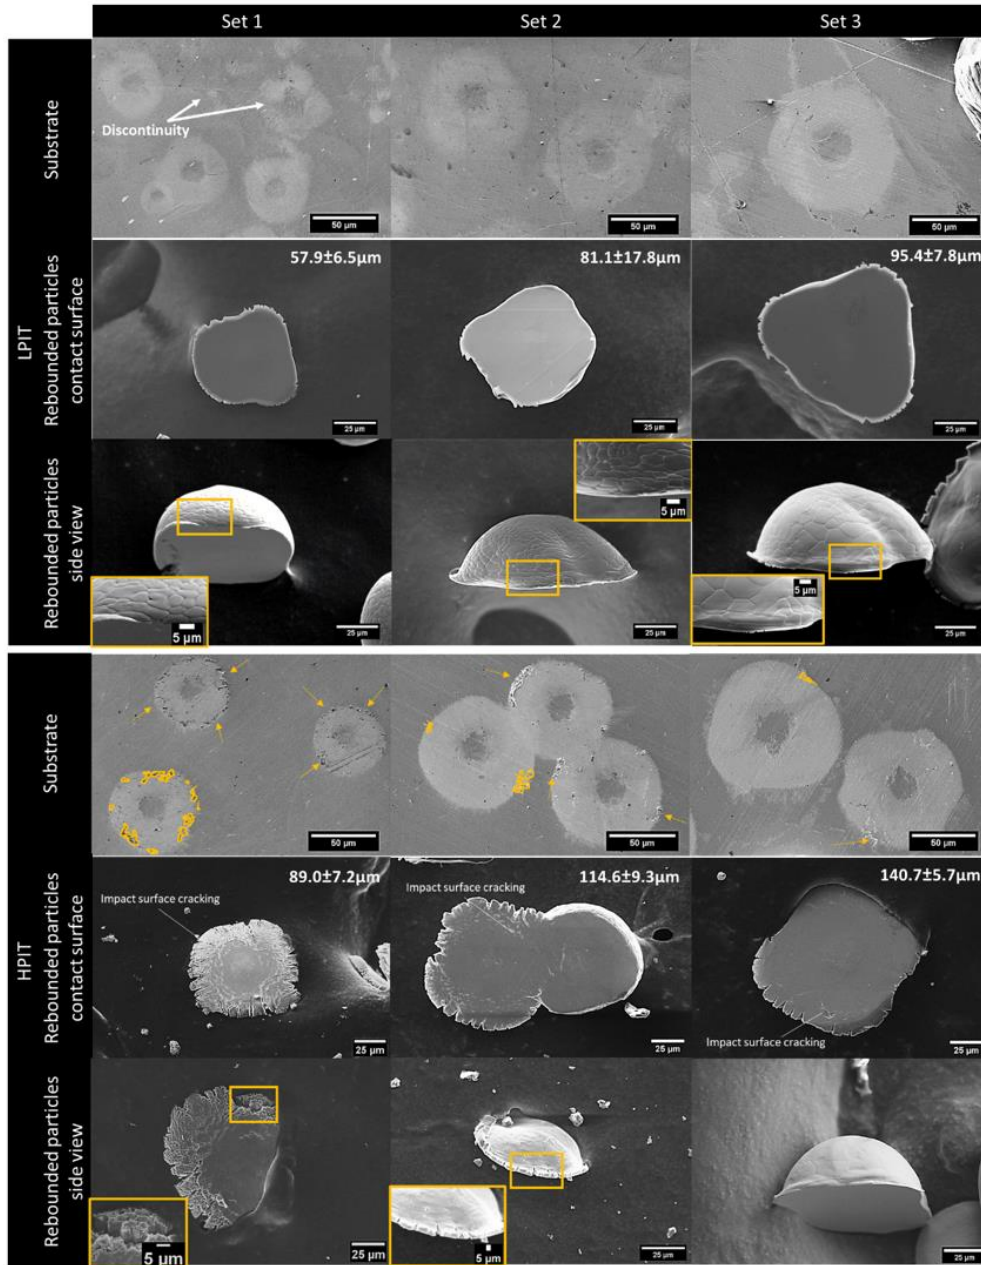 Set 1
Set 2
Set 3
LPIT
Substrate
Discontinuity
50 µm
50 µm
50 µm
Rebounded particles
contact surface
57.9±6.5µm
81.1±17.8µm
95.4±7.8µm
25 µm
25 µm
25 µm
Rebounded particles
side view
5 µm
25 µm
5 µm
25 µm
5 µm
25 µm
HPIT
Substrate
50 µm
50 µm
50 µm
Rebounded particles
contact surface
89.0±7.2µm
Impact surface cracking
25 µm
114.6±9.3µm
Impact surface cracking
25 µm
140.7±5.7µm
Impact surface cracking
25 µm
Rebounded particles
side view
5 µm
25 µm
5 µm
25 µm
25 µm